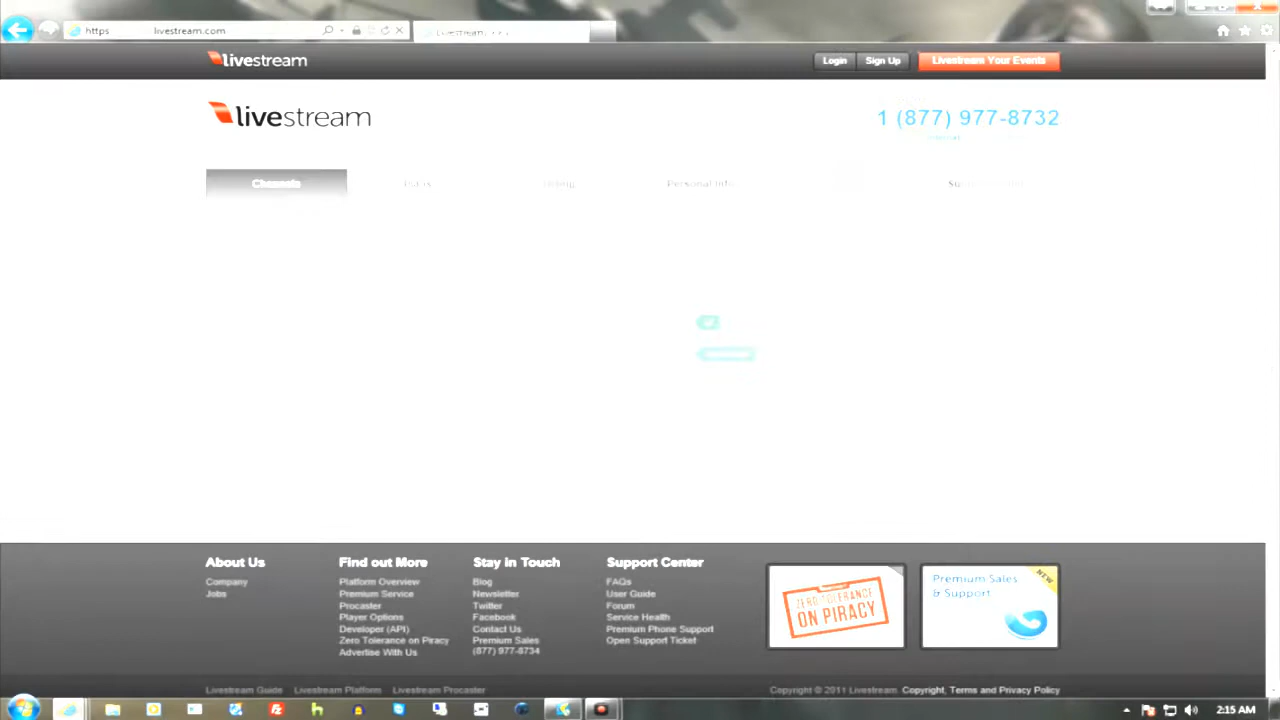 https livestream.com
livestream
Login Sign Up Livestream Your Events
livestream
1 (877) 977-8732
Channels Personal Info
About Us
Company
Jobs
Find out More
Platform Overview
Premium Service
Procaster
Player Options
Developer (API)
Zero Tolerance on Piracy
Advertise With Us
Stay in Touch
Blog
Newsletter
Twitter
Facebook
Contact Us
Premium Sales
(877) 977-8734
Support Center
FAQs
User Guide
Forum
Service Health
Premium Phone Support
Open Support Ticket
ZERO TOLERANCE
ON PIRACY
Premium Sales
& Support
NEW
Livestream Guide Livestream Platform Livestream Procaster
Copyright © 2011 Livestream. Copyright, Terms and Privacy Policy
2:15 AM